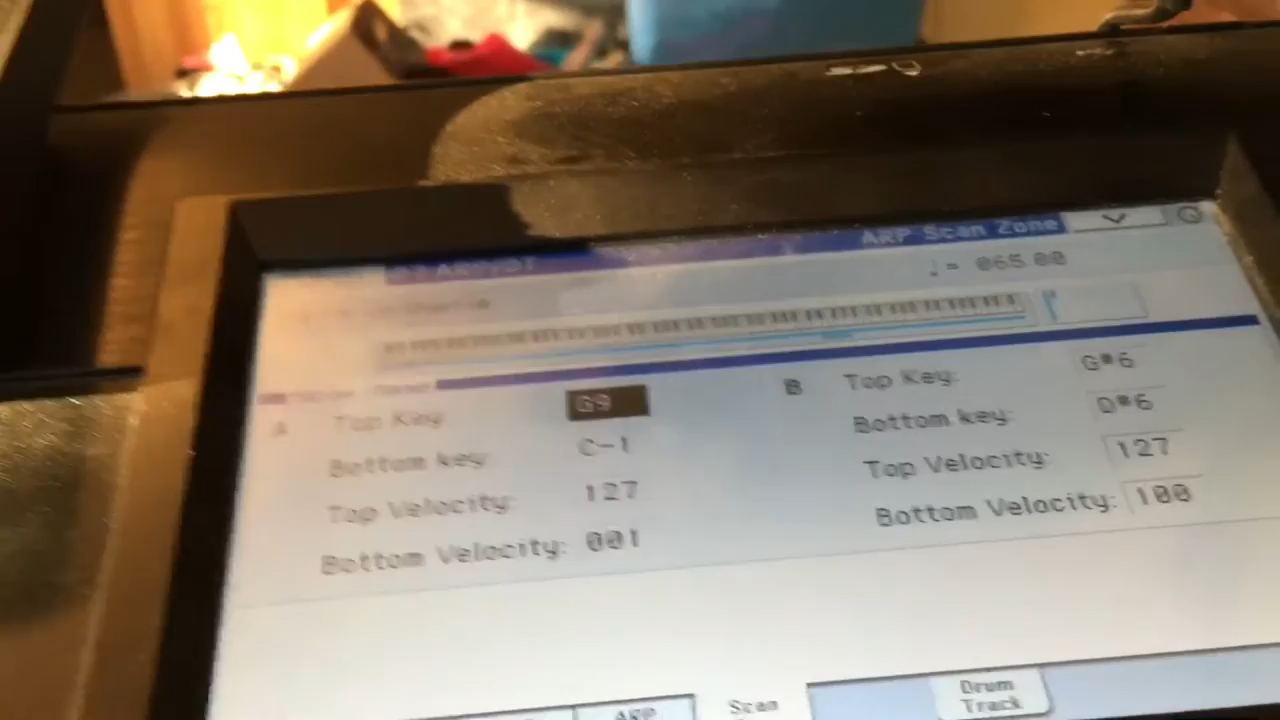 ARP Scan Zone
♩= 065.00
A
Top Key: G9
Bottom key: C-1
Top Velocity: 127
Bottom Velocity: 001
B
Top Key: G#6
Bottom key: D#6
Top Velocity: 127
Bottom Velocity: 100
ARP
Scan
Drum
Track